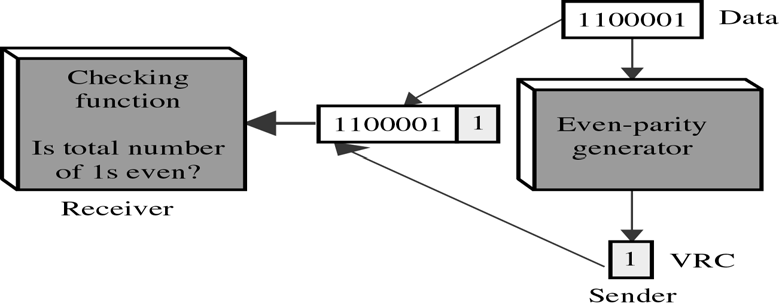 1100001 Data
Checking
function
Is total number
of 1s even?
Receiver
1100001 1
Even-parity
generator
1 VRC
Sender